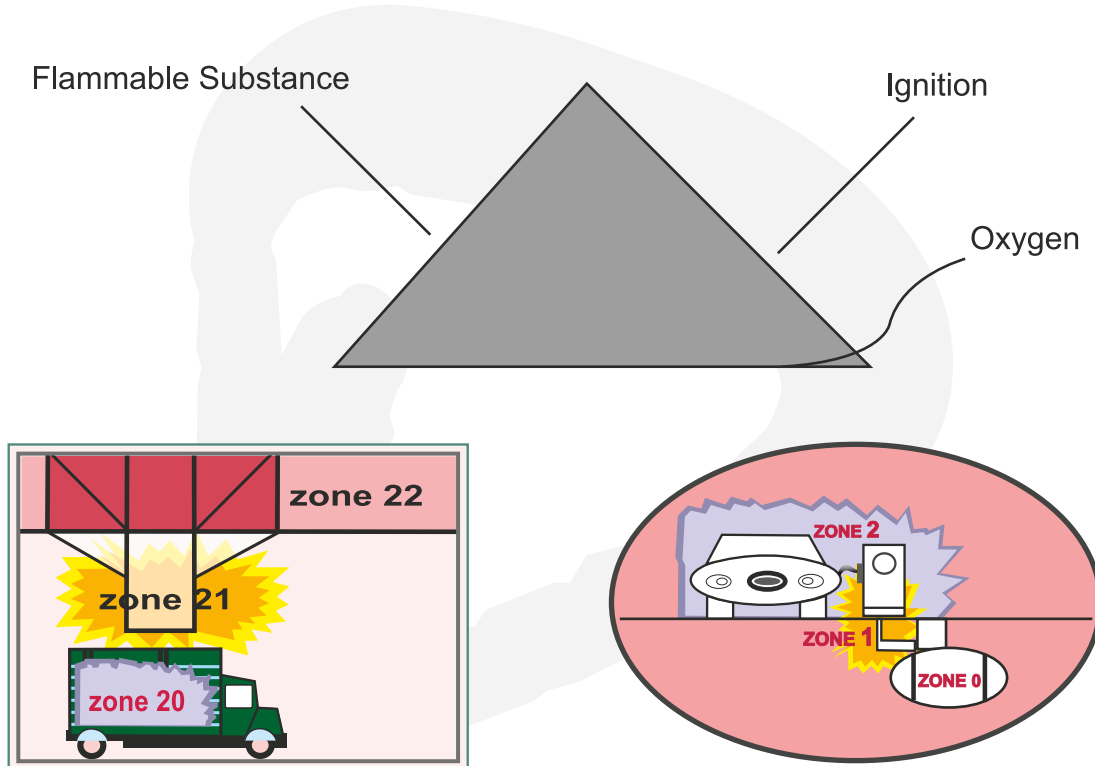 Flammable Substance
Ignition
Oxygen
zone 22
zone 21
zone 20
ZONE 2
ZONE 1
ZONE 0